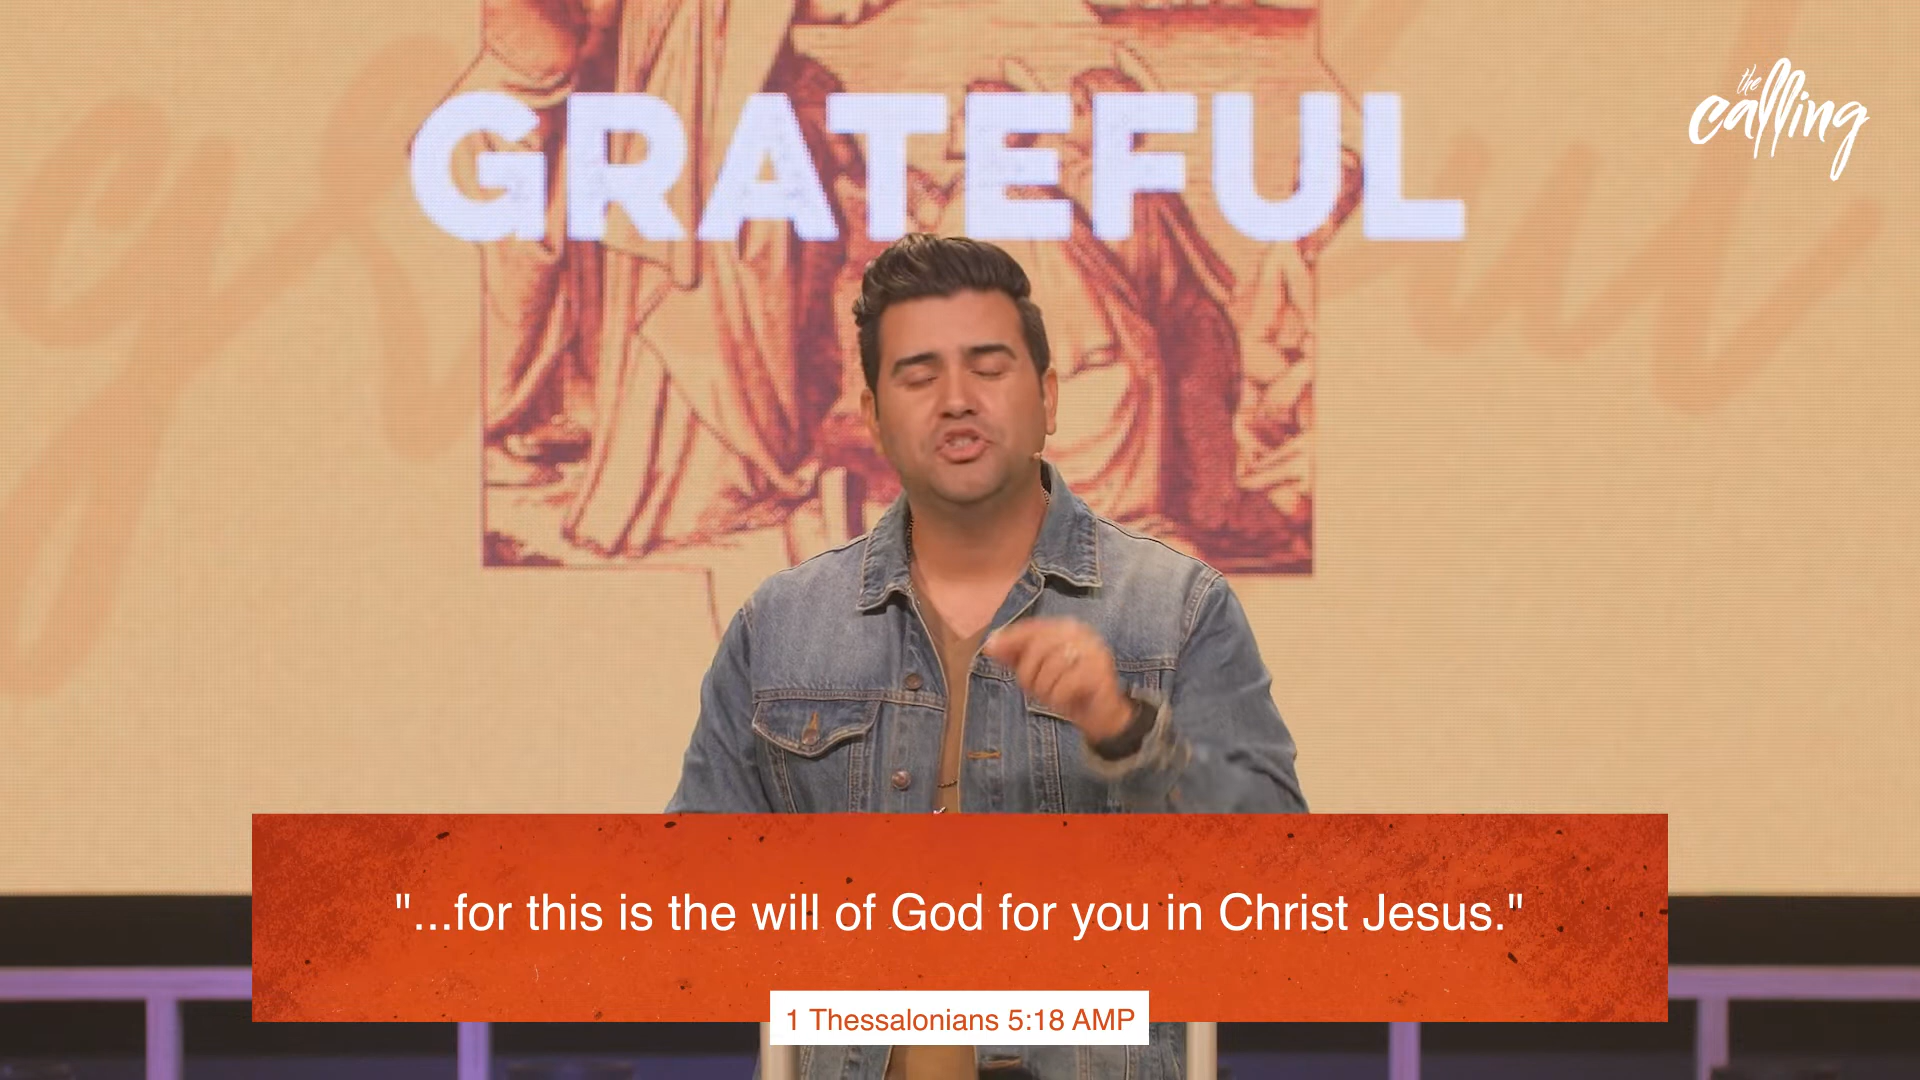 GRATEFUL
the
calling
"...for this is the will of God for you in Christ Jesus."
1 Thessalonians 5:18 AMP